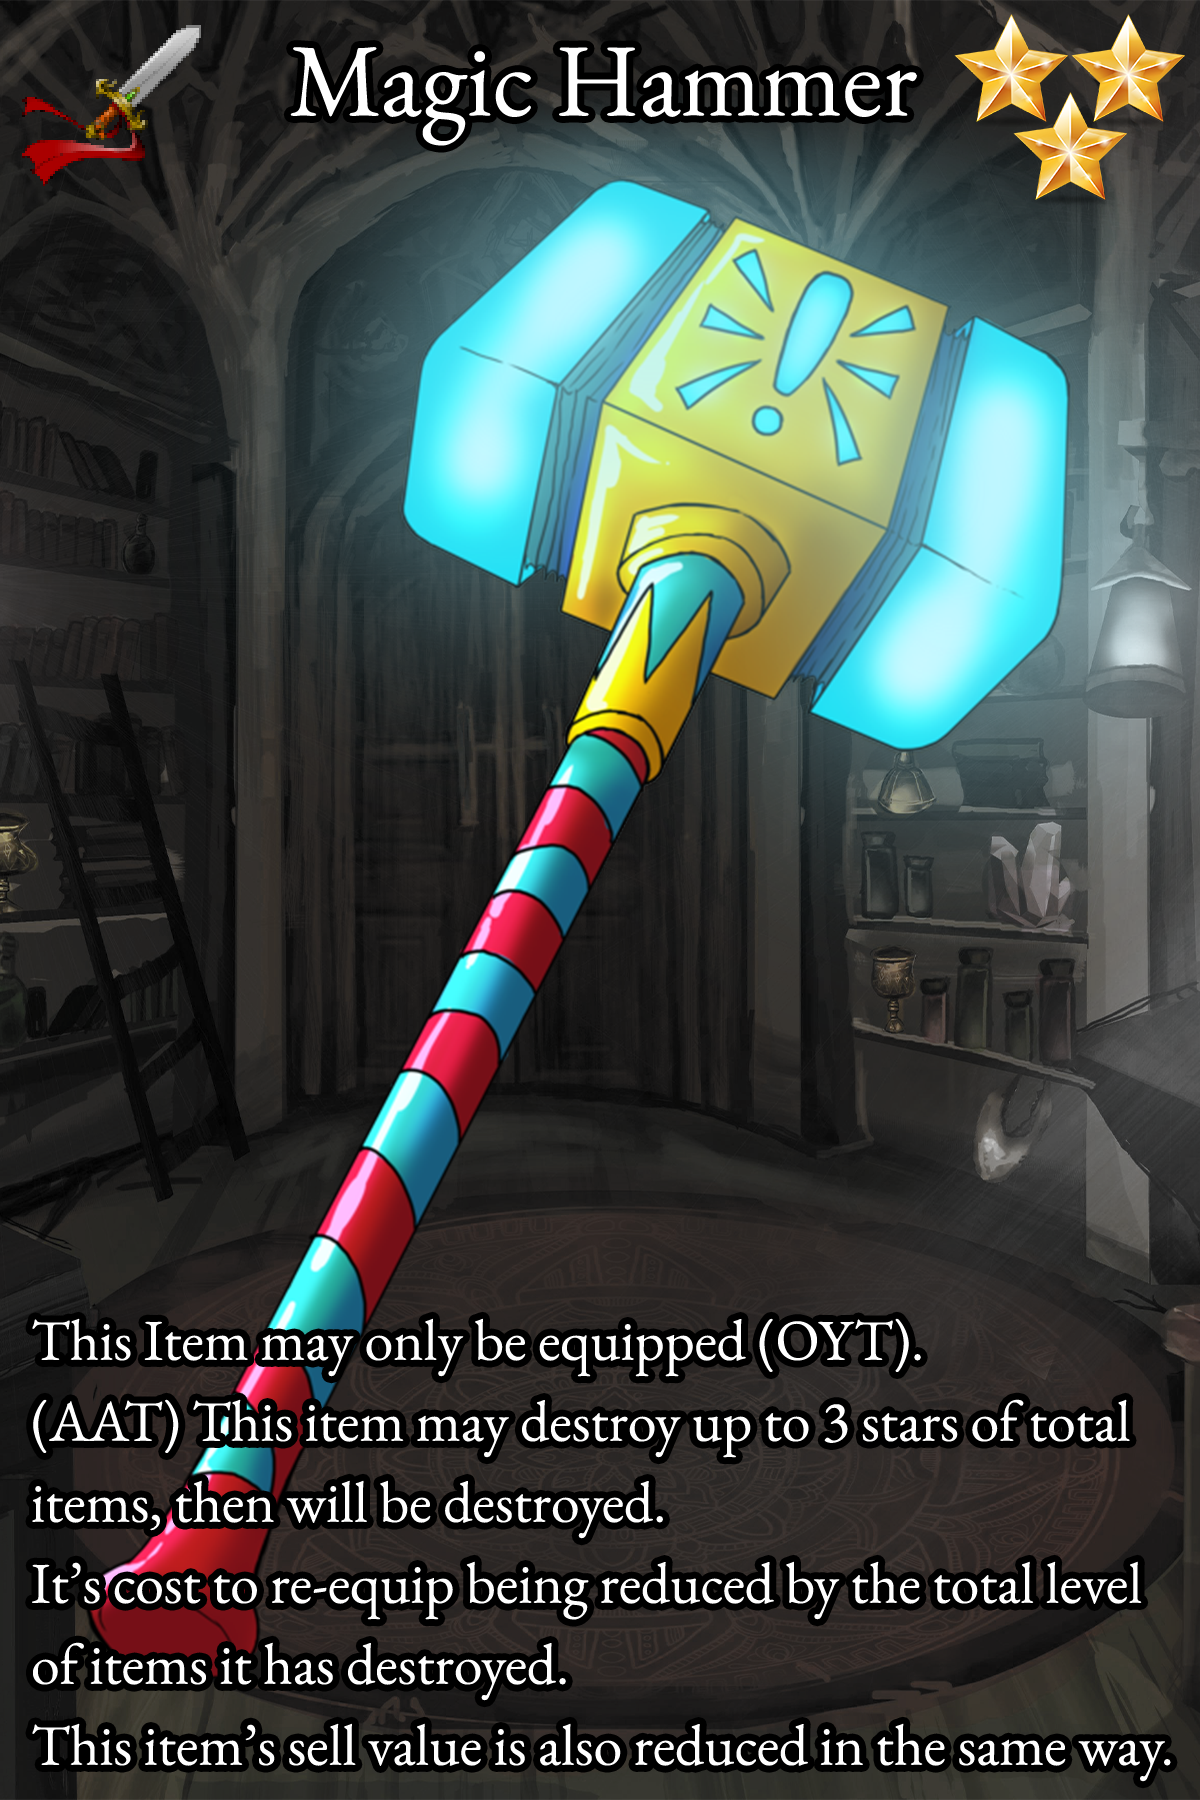 Magic Hammer
This Item may only be equipped (OYT).
(AAT) This item may destroy up to 3 stars of total
items, then will be destroyed.
It’s cost to re-equip being reduced by the total level
of items it has destroyed.
This item’s sell value is also reduced in the same way.